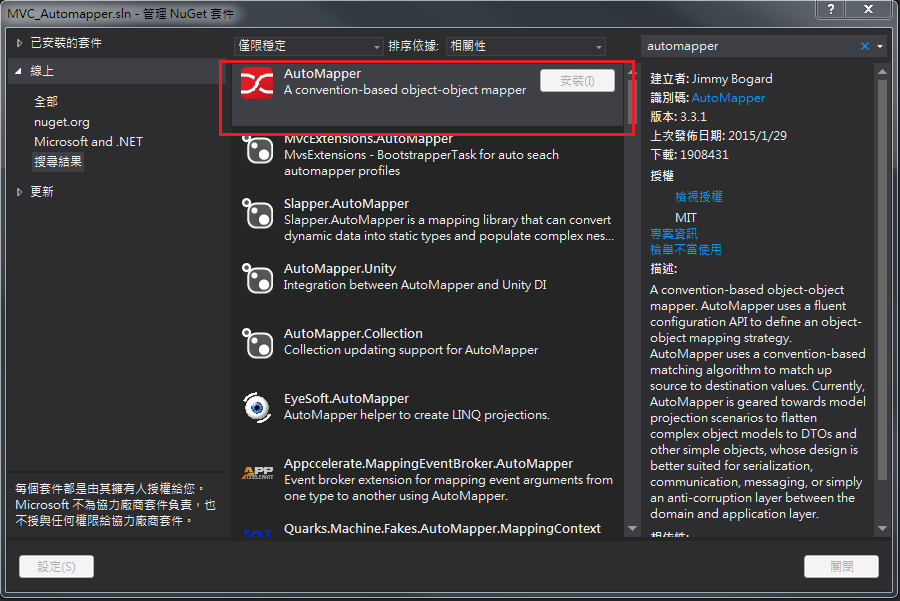 MVC_Automapper.sln - 管理 NuGet 套件
?
已安裝的套件
線上
全部
nuget.org
Microsoft and .NET
搜尋結果
更新
每個套件都是由其擁有人授權給您。
Microsoft 不為協力廠商套件負責，也
不授與任何權限給協力廠商套件。
設定(S)
僅限穩定
排序依據:
相關性
AutoMapper
安裝(I)
A convention-based object-object mapper
MvcExtensions.AutoMapper
MvsExtensions - BootstrapperTask for auto seach
automapper profiles
Slapper.AutoMapper
Slapper.AutoMapper is a mapping library that can convert
dynamic data into static types and populate complex nes...
AutoMapper.Unity
Integration between AutoMapper and Unity DI
AutoMapper.Collection
Collection updating support for AutoMapper
EyeSoft.AutoMapper
AutoMapper helper to create LINQ projections.
APP
Appccelerate.MappingEventBroker.AutoMapper
Event broker extension for mapping event arguments from
one type to another using AutoMapper.
Quarks.Machine.Fakes.AutoMapper.MappingContext
automapper
建立者: Jimmy Bogard
識別碼: AutoMapper
版本: 3.3.1
上次發佈日期: 2015/1/29
下載: 1908431
授權
檢視授權
MIT
專案資訊
檢舉不當使用
描述:
A convention-based object-object
mapper. AutoMapper uses a fluent
configuration API to define an object-
object mapping strategy.
AutoMapper uses a convention-based
matching algorithm to match up
source to destination values. Currently,
AutoMapper is geared towards model
projection scenarios to flatten
complex object models to DTOs and
other simple objects, whose design is
better suited for serialization,
communication, messaging, or simply
an anti-corruption layer between the
domain and application layer.
相依性:
關閉